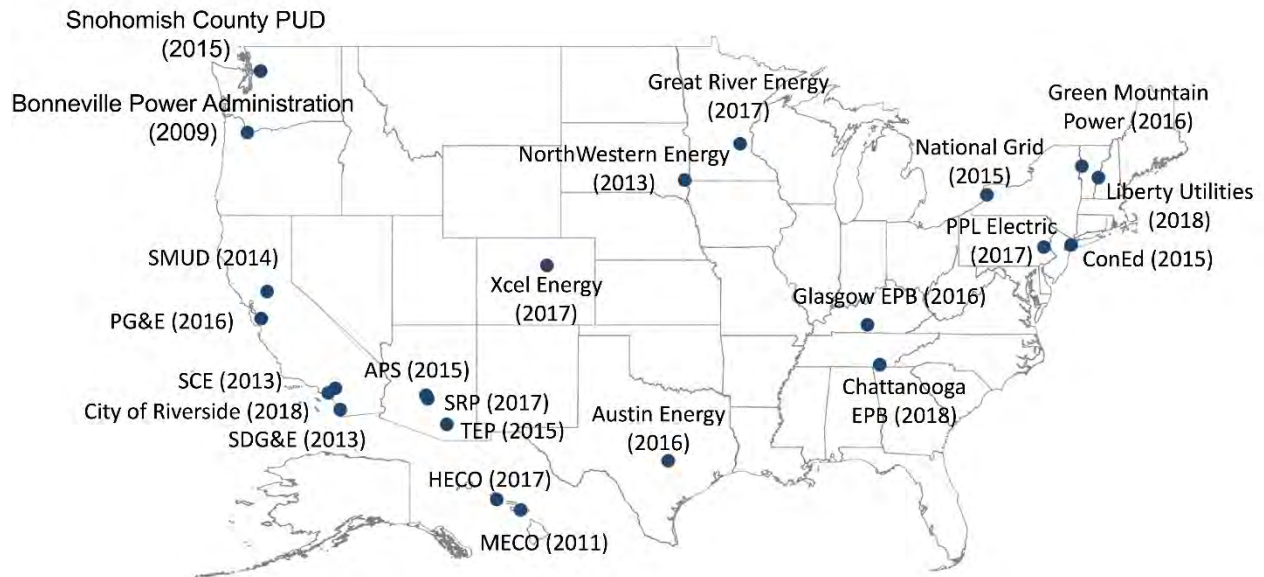 Snohomish County PUD
(2015)
Bonneville Power Administration
(2009)
Great River Energy
(2017)
Green Mountain
Power (2016)
NorthWestern Energy
(2013)
National Grid
(2015)
Liberty Utilities
(2018)
PPL Electric
(2017)
ConEd (2015)
SMUD (2014)
Xcel Energy
(2017)
PG&E (2016)
Glasgow EPB (2016)
SCE (2013)
City of Riverside (2018)
SDG&E (2013)
APS (2015)
SRP (2017)
TEP (2015)
Austin Energy
(2016)
Chattanooga
EPB (2018)
HECO (2017)
MECO (2011)